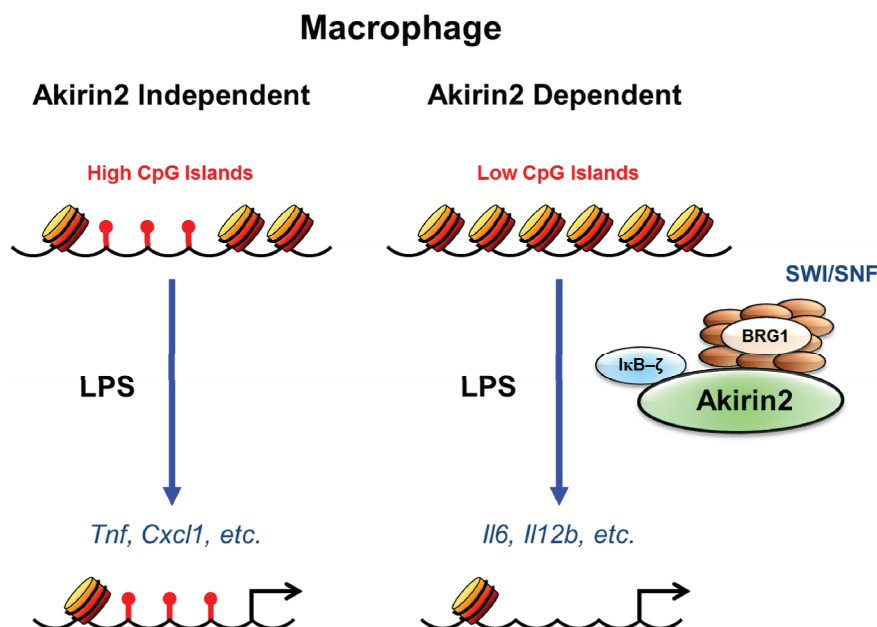 Macrophage
Akirin2 Independent
Akirin2 Dependent
High CpG Islands
Low CpG Islands
SWI/SNF
BRG1
IκB–ζ
Akirin2
LPS
LPS
Tnf, Cxcl1, etc.
Il6, Il12b, etc.